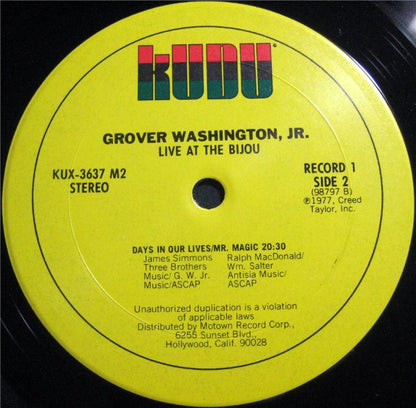 KUDU
GROVER WASHINGTON, JR.
LIVE AT THE BIJOU
KUX-3637 M2
STEREO
RECORD 1
SIDE 2
(98797 B)
℗1977, Creed
Taylor, Inc.
DAYS IN OUR LIVES/MR. MAGIC 20:30
James Simmons
Three Brothers
Music/ G. W. Jr.
Music/ASCAP
Ralph MacDonald/
Wm. Salter
Antisia Music/
ASCAP
Unauthorized duplication is a violation
of applicable laws
Distributed by Motown Record Corp.,
6255 Sunset Blvd.,
Hollywood, Calif. 90028